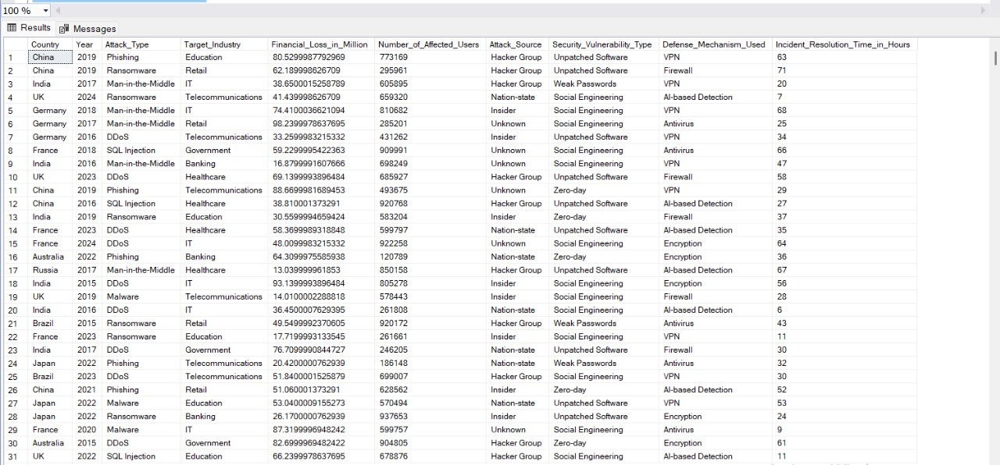 100 %
Results Messages
Country Year Attack_Type Target_Industry Financial_Loss_in_Million Number_of_Affected_Users Attack_Source Security_Vulnerability_Type Defense_Mechanism_Used Incident_Resolution_Time_in_Hours
1 China 2019 Phishing Education 80.5299987792969 773169 Hacker Group Unpatched Software VPN 63
2 China 2019 Ransomware Retail 62.189998626709 295961 Hacker Group Unpatched Software Firewall 71
3 India 2017 Man-in-the-Middle IT 38.6500015258789 605895 Hacker Group Weak Passwords VPN 20
4 UK 2024 Ransomware Telecommunications 41.439998626709 659320 Nation-state Social Engineering AI-based Detection 7
5 Germany 2018 Man-in-the-Middle IT 74.4100036621094 810682 Insider Social Engineering VPN 68
6 Germany 2017 Man-in-the-Middle Retail 98.2399978637695 285201 Unknown Social Engineering Antivirus 25
7 Germany 2016 DDoS Telecommunications 33.2599983215332 431262 Insider Unpatched Software VPN 34
8 France 2018 SQL Injection Government 59.2299995422363 909991 Unknown Social Engineering Antivirus 66
9 India 2016 Man-in-the-Middle Banking 16.8799991607666 698249 Unknown Social Engineering VPN 47
10 UK 2023 DDoS Healthcare 69.1399993896484 685927 Hacker Group Unpatched Software Firewall 58
11 China 2019 Phishing Telecommunications 88.6699981689453 493675 Unknown Zero-day VPN 29
12 China 2016 SQL Injection Healthcare 38.810001373291 920768 Hacker Group Unpatched Software AI-based Detection 27
13 India 2019 Ransomware Education 30.5599994659424 583204 Insider Zero-day Firewall 37
14 France 2023 DDoS Healthcare 58.3699989318848 599797 Nation-state Unpatched Software AI-based Detection 35
15 France 2024 DDoS IT 48.0099983215332 922258 Unknown Social Engineering Encryption 64
16 Australia 2022 Phishing Banking 64.3099975585938 120789 Nation-state Zero-day Encryption 36
17 Russia 2017 Man-in-the-Middle Healthcare 13.039999961853 850158 Hacker Group Unpatched Software AI-based Detection 67
18 India 2015 DDoS IT 93.1399993896484 805278 Insider Social Engineering Encryption 56
19 UK 2019 Malware Telecommunications 14.0100002288818 578443 Insider Social Engineering Firewall 28
20 India 2016 DDoS IT 36.4500007629395 261808 Nation-state Social Engineering AI-based Detection 6
21 Brazil 2015 Ransomware Retail 49.5499992370605 920172 Hacker Group Weak Passwords Antivirus 43
22 France 2023 Ransomware Education 17.7199993133545 261661 Insider Social Engineering VPN 11
23 India 2017 DDoS Government 76.7099990844727 246205 Nation-state Unpatched Software Firewall 30
24 Japan 2022 Phishing Telecommunications 20.4200000762939 186148 Nation-state Weak Passwords Antivirus 32
25 Brazil 2023 DDoS Telecommunications 51.8400001525879 699007 Hacker Group Social Engineering VPN 30
26 China 2021 Phishing Retail 51.060001373291 628562 Insider Zero-day AI-based Detection 52
27 Japan 2022 Malware Education 53.0400009155273 570494 Nation-state Unpatched Software VPN 53
28 Japan 2022 Ransomware Banking 26.1700000762939 937653 Insider Unpatched Software Encryption 24
29 France 2020 Malware IT 87.3199996948242 599757 Unknown Social Engineering Antivirus 9
30 Australia 2015 DDoS Government 82.6999969482422 904805 Hacker Group Zero-day Encryption 61
31 UK 2022 SQL Injection Education 66.2399978637695 678876 Hacker Group Social Engineering AI-based Detection 11